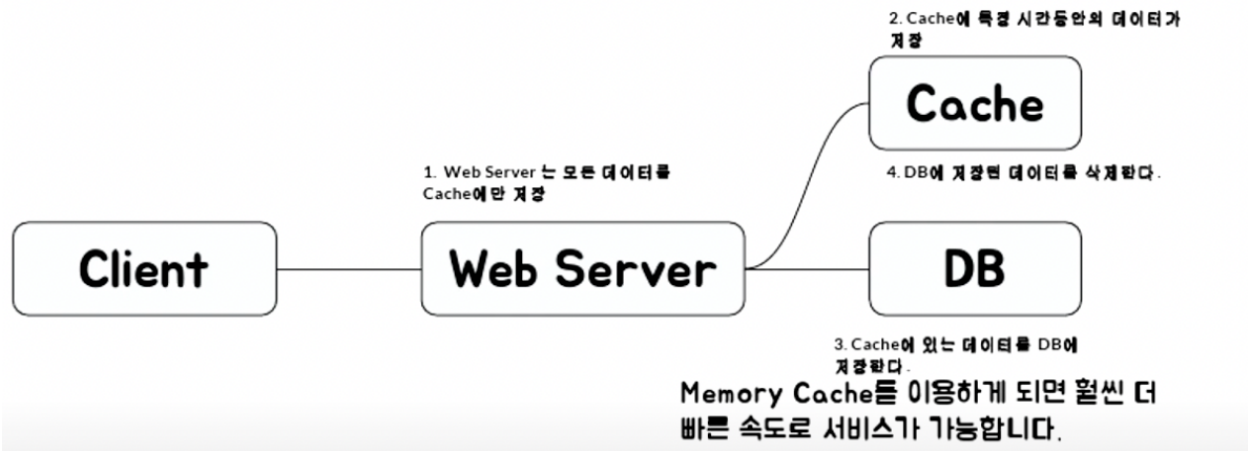 2. Cache에 특정 시간동안의 데이터가
저장
Cache
1. Web Server 는 모든 데이터를
Cache에만 저장
4. DB에 저장된 데이터를 삭제한다.
Client
Web Server
DB
3. Cache에 있는 데이터를 DB에
저장한다.
Memory Cache를 이용하게 되면 훨씬 더
빠른 속도로 서비스가 가능합니다.